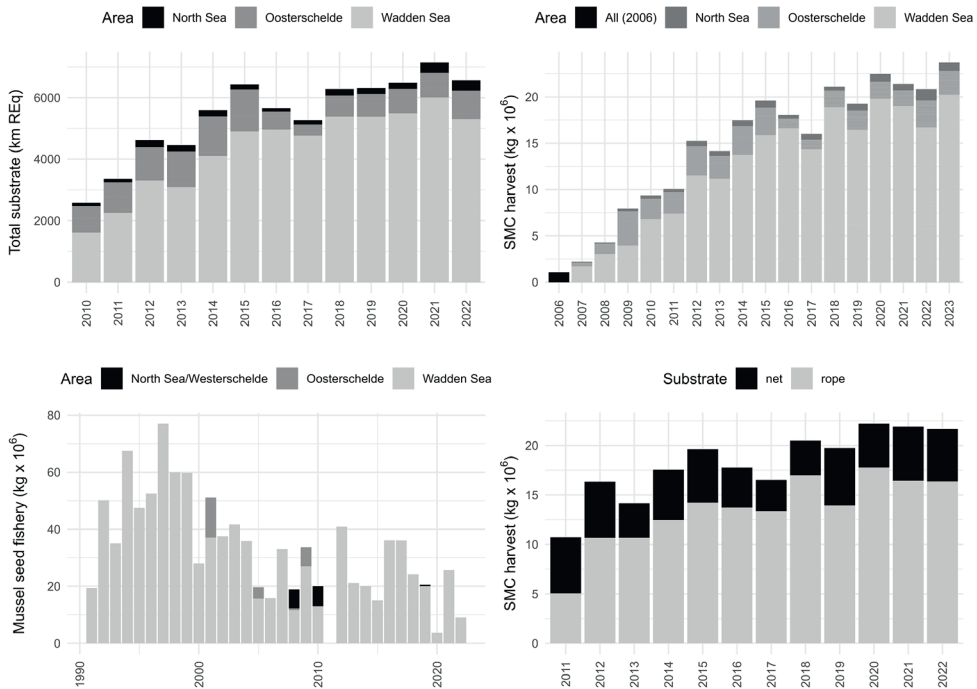 Area North Sea Oosterschelde Wadden Sea
Total substrate (km REq)
6000
4000
2000
0
2010 2011 2012 2013 2014 2015 2016 2017 2018 2019 2020 2021 2022
Area All (2006) North Sea Oosterschelde Wadden Sea
SMC harvest (kg x 10⁶)
20
15
10
5
0
2006 2007 2008 2009 2010 2011 2012 2013 2014 2015 2016 2017 2018 2019 2020 2021 2022 2023
Area North Sea/Westerschelde Oosterschelde Wadden Sea
Mussel seed fishery (kg x 10⁶)
80
60
40
20
0
1990 2000 2010 2020
Substrate net rope
SMC harvest (kg x 10⁶)
20
15
10
5
0
2011 2012 2013 2014 2015 2016 2017 2018 2019 2020 2021 2022